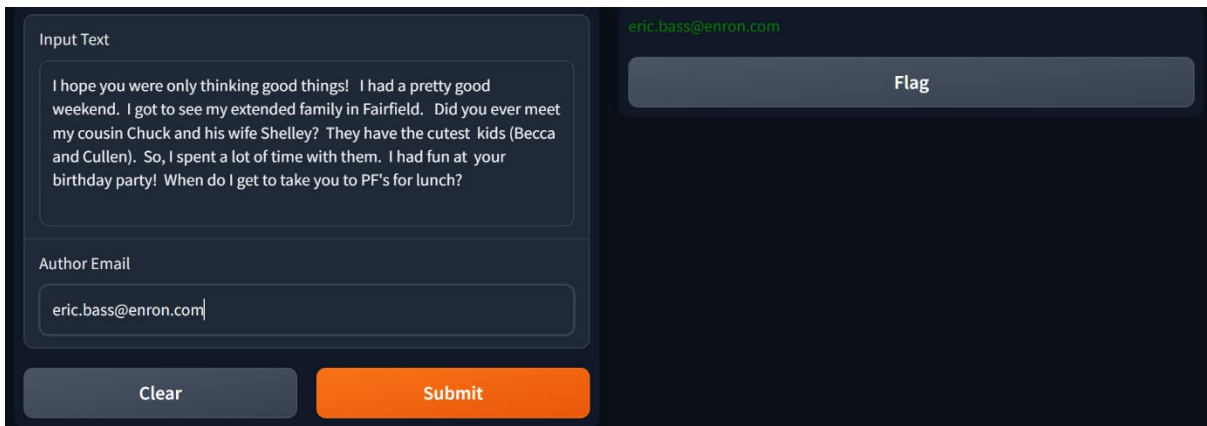 Input Text
I hope you were only thinking good things!  I had a pretty good
weekend.  I got to see my extended family in Fairfield.   Did you ever meet
my cousin Chuck and his wife Shelley?  They have the cutest  kids (Becca
and Cullen).  So, I spent a lot of time with them.  I had fun at  your
birthday party!  When do I get to take you to PF's for lunch?
Author Email
eric.bass@enron.com
Clear
Submit
eric.bass@enron.com
Flag